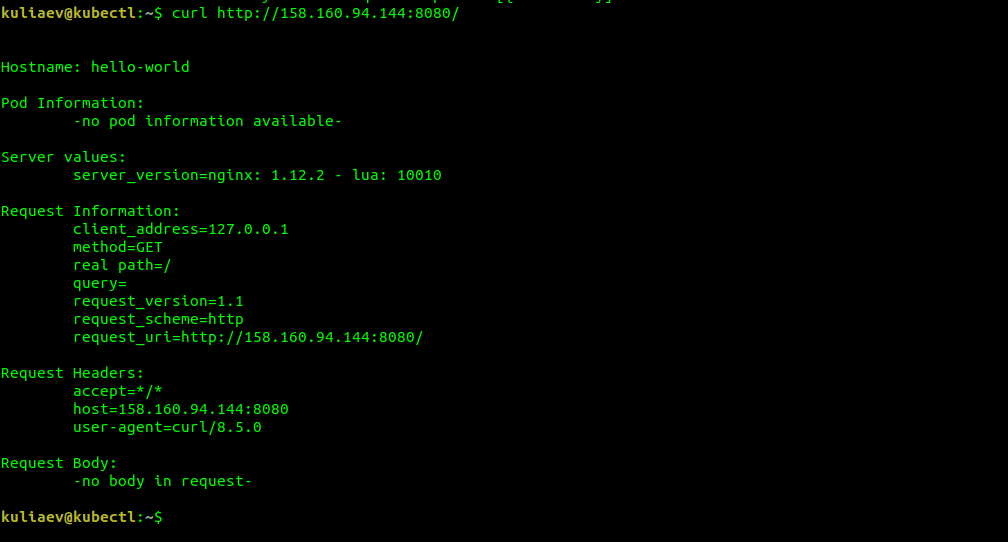 kuliaev@kubectl:~$ curl http://158.160.94.144:8080/
Hostname: hello-world
Pod Information:
-no pod information available-
Server values:
server_version=nginx: 1.12.2 - lua: 10010
Request Information:
client_address=127.0.0.1
method=GET
real path=/
query=
request_version=1.1
request_scheme=http
request_uri=http://158.160.94.144:8080/
Request Headers:
accept=*/*
host=158.160.94.144:8080
user-agent=curl/8.5.0
Request Body:
-no body in request-
kuliaev@kubectl:~$